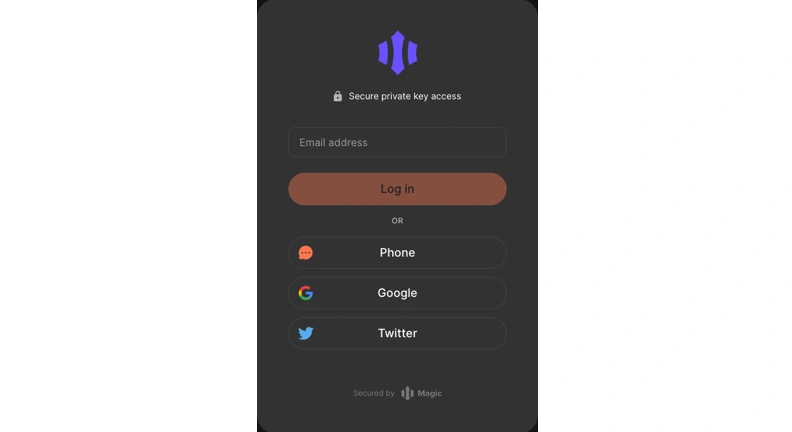 Secure private key access
Email address
Log in
OR
Phone
Google
Twitter
Secured by Magic